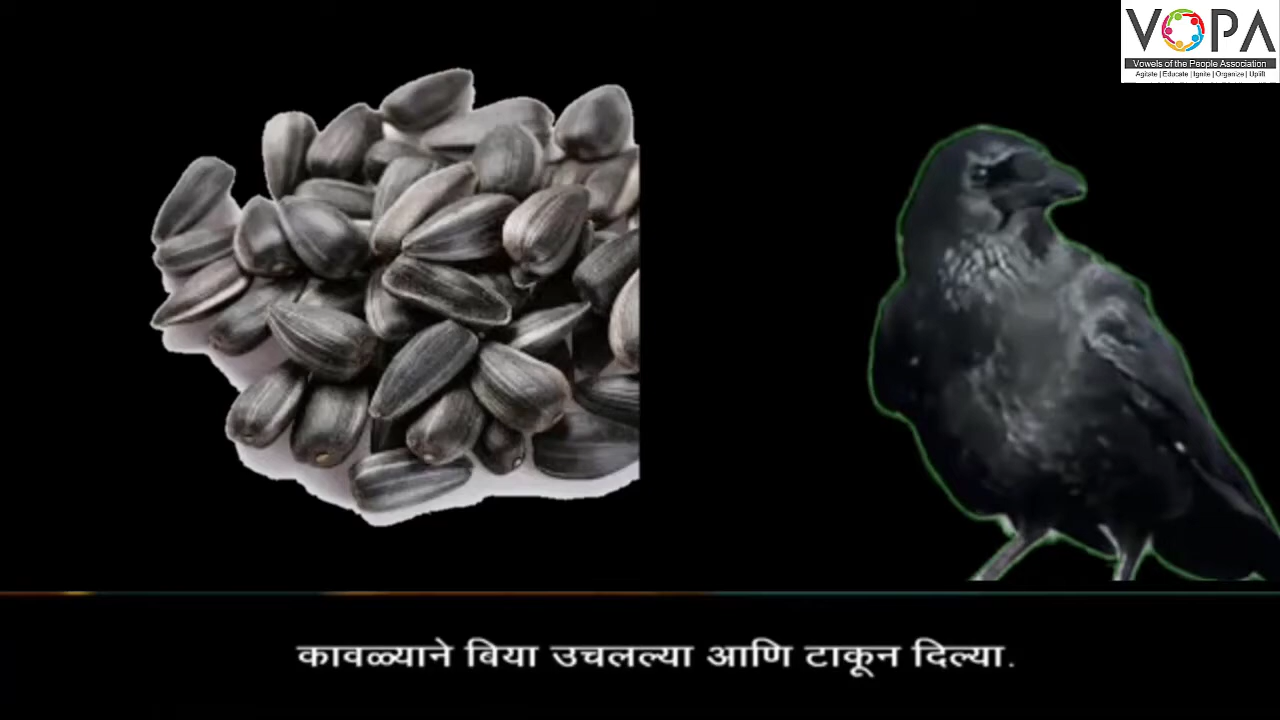 VOPA
Vowels of the People Association
Agitate | Educate | Ignite | Organize | Uplift
कावळ्याने बिया उचलल्या आणि टाकून दिल्या.